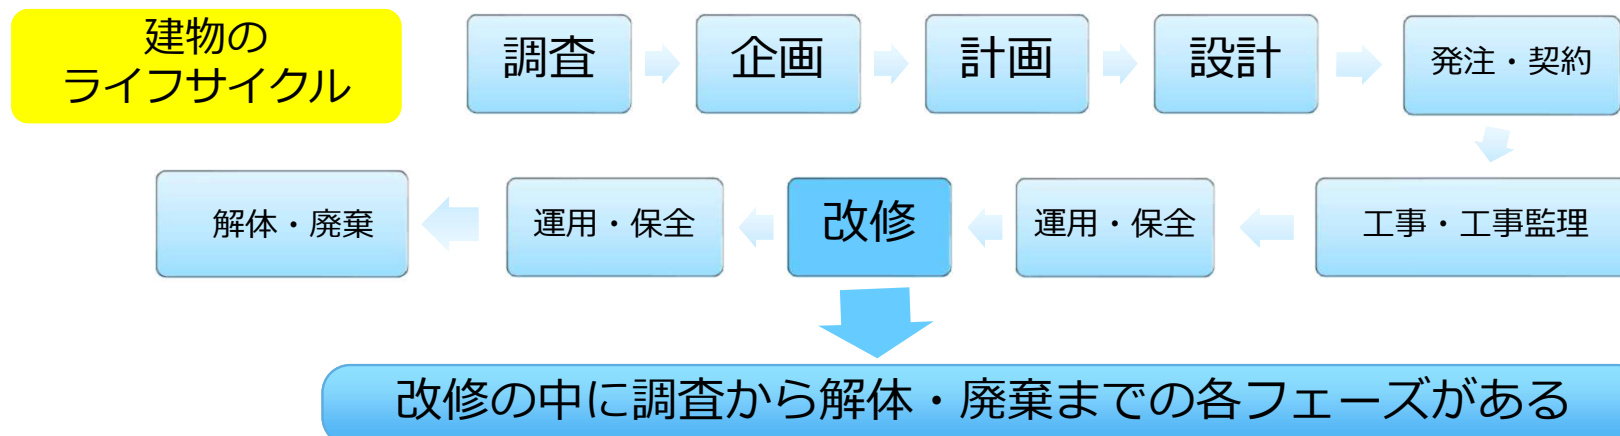 建物の
ライフサイクル
調査
企画
計画
設計
発注・契約
解体・廃棄
運用・保全
改修
運用・保全
工事・工事監理
改修の中に調査から解体・廃棄までの各フェーズがある